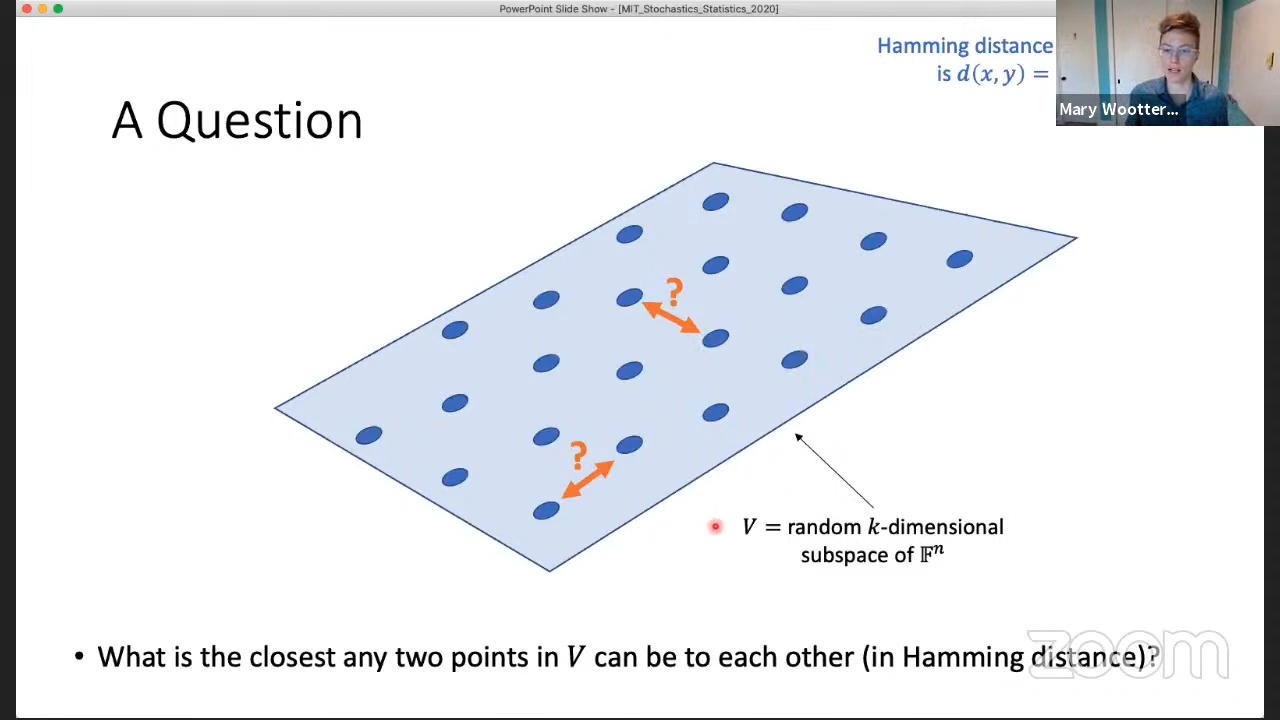 PowerPoint Slide Show - [MIT_Stochastics_Statistics_2020]
Hamming distance
is d(x, y) =
Mary Wootter...
A Question
?
?
V = random k-dimensional
subspace of 𝔽ⁿ
• What is the closest any two points in V can be to each other (in Hamming distance)?
zoom